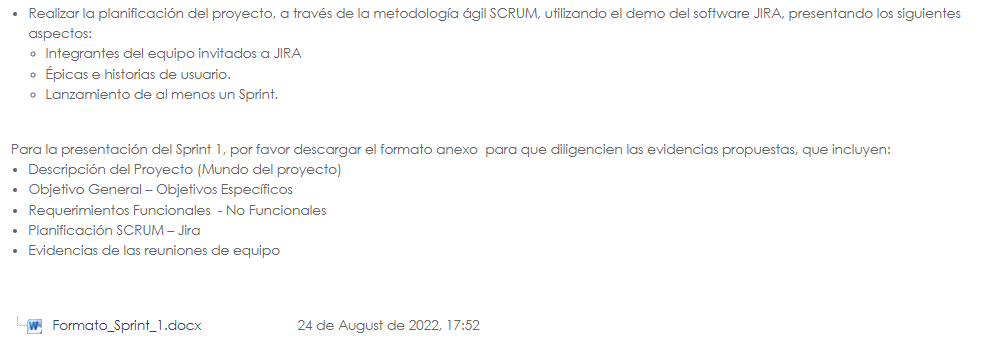 Realizar la planificación del proyecto, a través de la metodología ágil SCRUM, utilizando el demo del software JIRA, presentando los siguientes
aspectos:
Integrantes del equipo invitados a JIRA
Épicas e historias de usuario.
Lanzamiento de al menos un Sprint.
Para la presentación del Sprint 1, por favor descargar el formato anexo para que diligencien las evidencias propuestas, que incluyen:
Descripción del Proyecto (Mundo del proyecto)
Objetivo General – Objetivos Específicos
Requerimientos Funcionales - No Funcionales
Planificación SCRUM – Jira
Evidencias de las reuniones de equipo
Formato_Sprint_1.docx 24 de August de 2022, 17:52